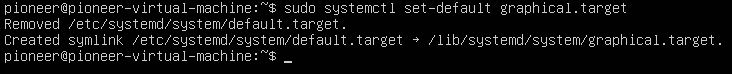 pioneer@pioneer-virtual-machine:~$ sudo systemctl set-default graphical.target
Removed /etc/systemd/system/default.target.
Created symlink /etc/systemd/system/default.target → /lib/systemd/system/graphical.target.
pioneer@pioneer-virtual-machine:~$ _